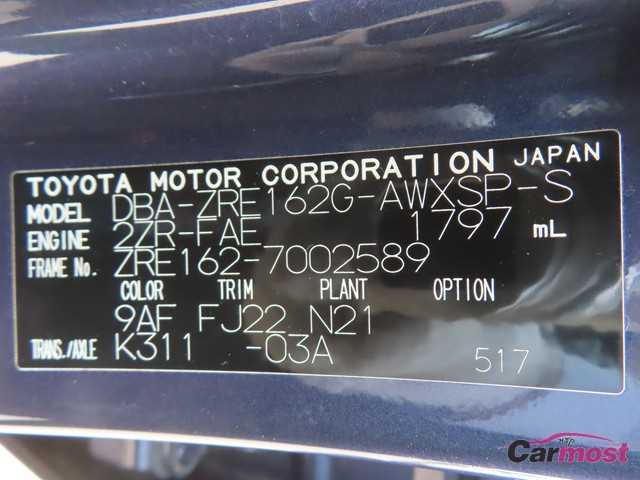 TOYOTA MOTOR CORPORATION JAPAN
MODEL DBA-ZRE162G-AWXSP-S
ENGINE 2ZR-FAE 1797 mL
FRAME No. ZRE162-7002589
COLOR TRIM PLANT OPTION
9AF FJ22 N21
TRANS./AXLE K311 -03A 517
HTP
Carmost